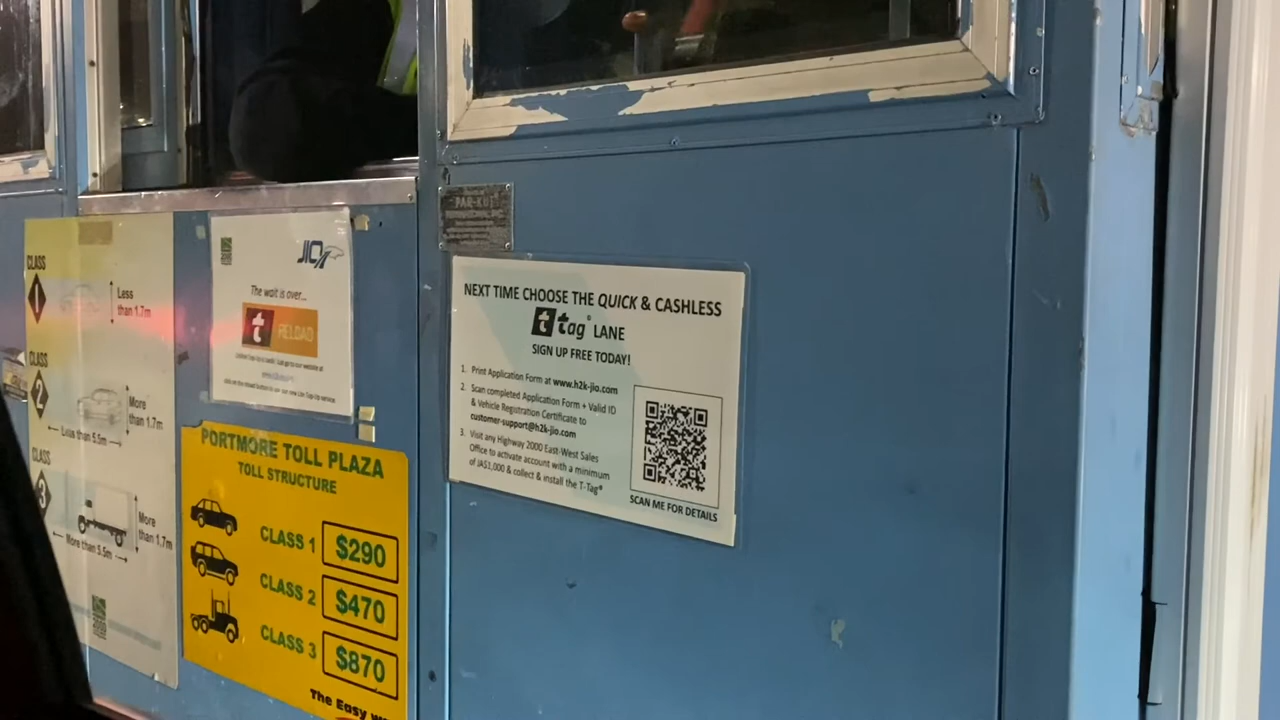 CLASS
1
Less
than 1.7m
CLASS
2
More
than 1.7m
Less than 5.5m
CLASS
3
More
than 1.7m
More than 5.5m
JIO
The wait is over...
t RELOAD
PORTMORE TOLL PLAZA
TOLL STRUCTURE
CLASS 1 $290
CLASS 2 $470
CLASS 3 $870
The Easy
PAR-KUT
NEXT TIME CHOOSE THE QUICK & CASHLESS
t tag® LANE
SIGN UP FREE TODAY!
1. Print Application Form at www.h2k-jio.com
2. Scan completed Application Form + Valid ID
& Vehicle Registration Certificate to
customer-support@h2k-jio.com
3. Visit any Highway 2000 East-West Sales
Office to activate account with a minimum
of JA$1,000 & collect & install the T-Tag®
SCAN ME FOR DETAILS